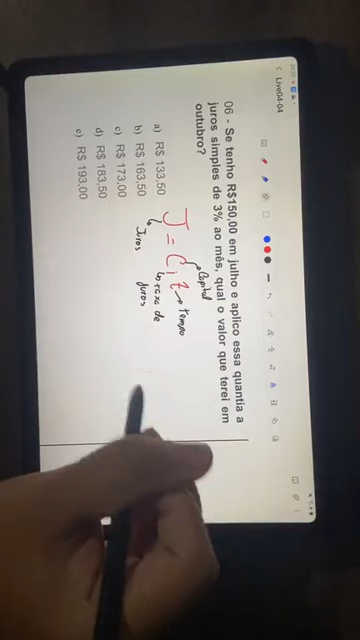 Live04-04
06 - Se tenho R$150,00 em julho e aplico essa quantia a
juros simples de 3% ao mês, qual o valor que terei em
outubro?
a) R$ 133,50
b) R$ 163,50
c) R$ 173,00
d) R$ 183,50
e) R$ 193,00
J = C i t
Capital
tempo
taxa de
juros
Juros